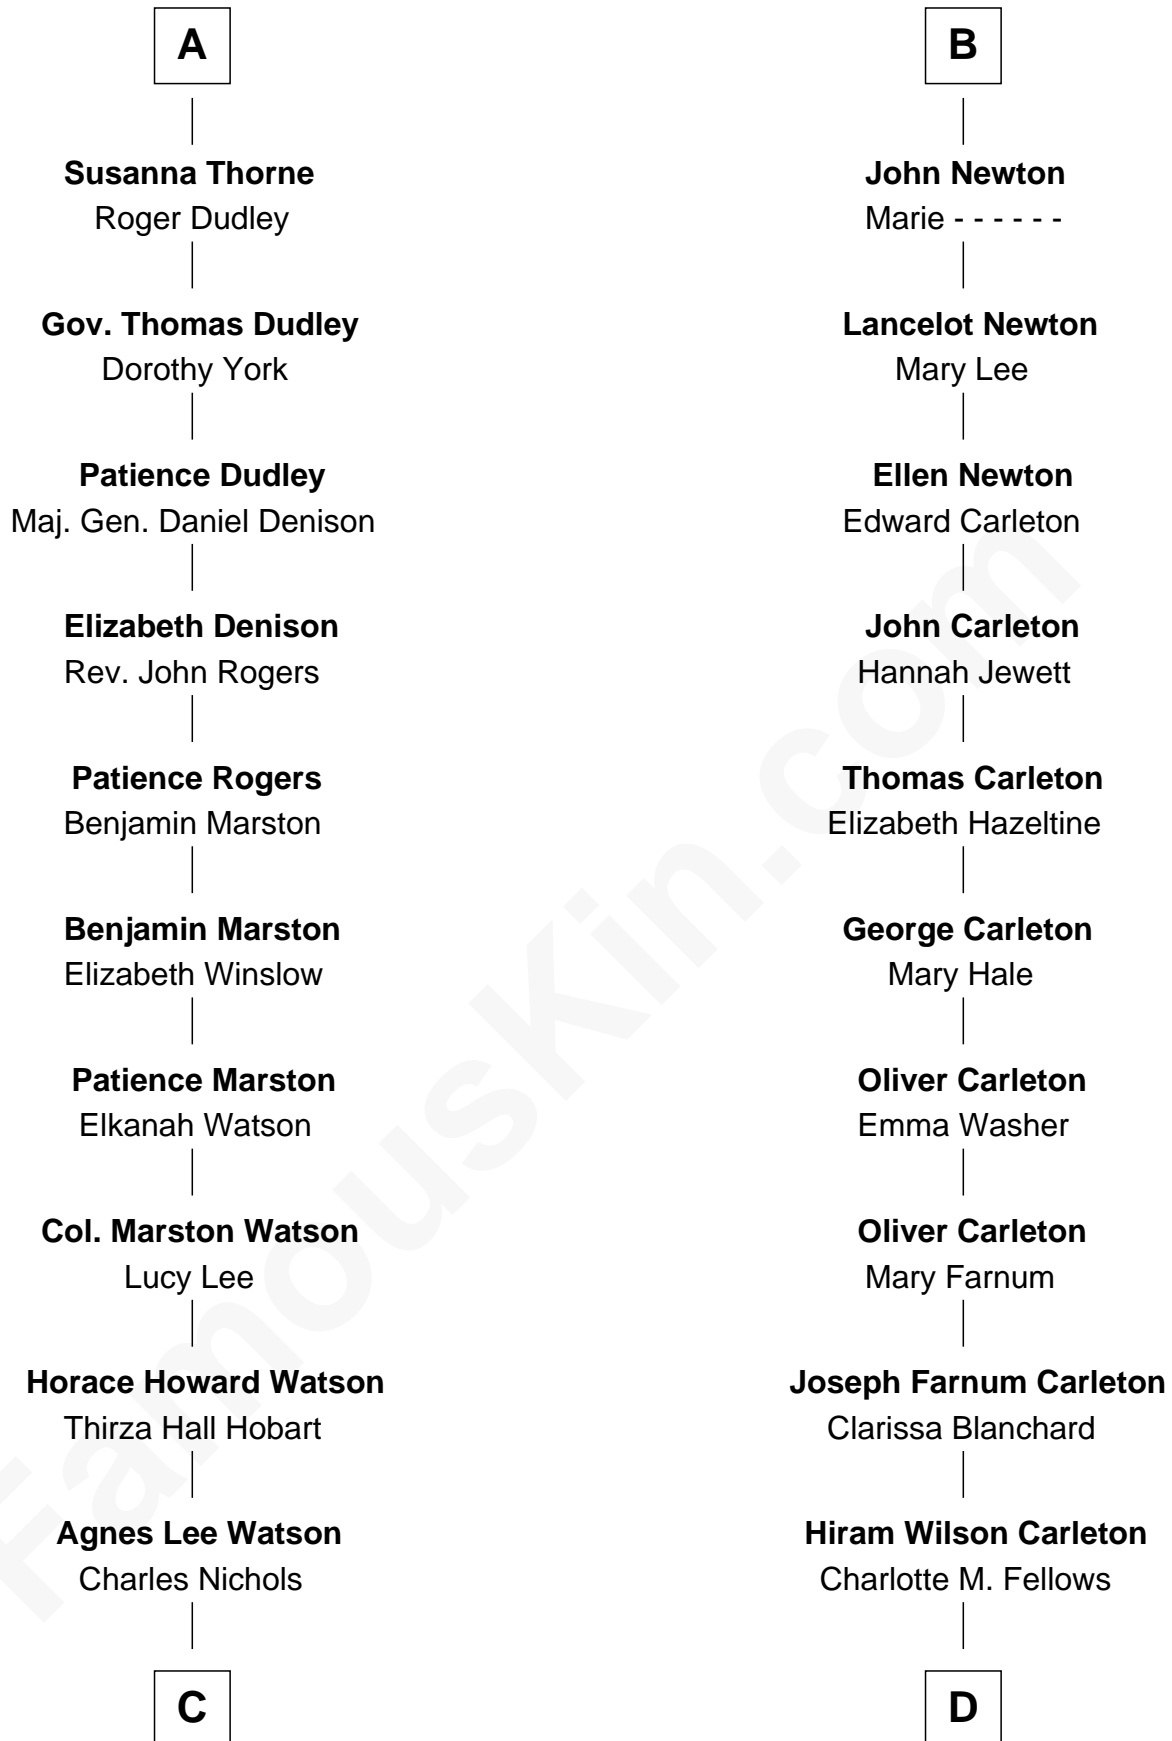 A
Susanna Thorne
Roger Dudley
Gov. Thomas Dudley
Dorothy York
Patience Dudley
Maj. Gen. Daniel Denison
Elizabeth Denison
Rev. John Rogers
Patience Rogers
Benjamin Marston
Benjamin Marston
Elizabeth Winslow
Patience Marston
Elkanah Watson
Col. Marston Watson
Lucy Lee
Horace Howard Watson
Thirza Hall Hobart
Agnes Lee Watson
Charles Nichols
C
B
John Newton
Marie - - - - - -
Lancelot Newton
Mary Lee
Ellen Newton
Edward Carleton
John Carleton
Hannah Jewett
Thomas Carleton
Elizabeth Hazeltine
George Carleton
Mary Hale
Oliver Carleton
Emma Washer
Oliver Carleton
Mary Farnum
Joseph Farnum Carleton
Clarissa Blanchard
Hiram Wilson Carleton
Charlotte M. Fellows
D
FamousKin.com